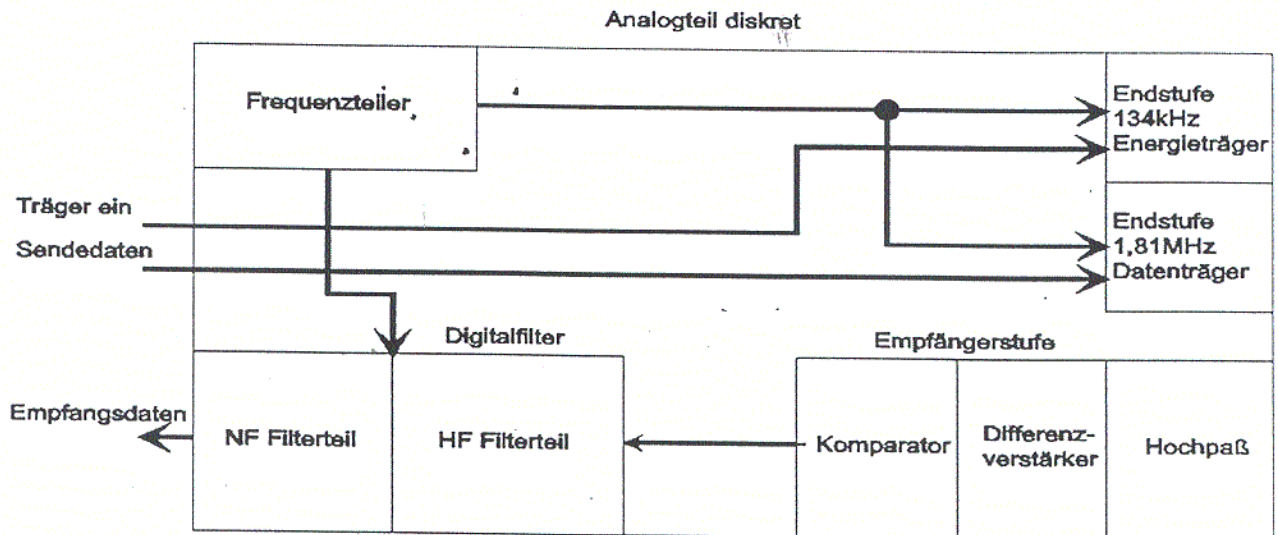 Analogteil diskret
Frequenzteiler
Endstufe
134kHz
Energieträger
Träger ein
Sendedaten
Endstufe
1,81MHz
Datenträger
Digitalfilter
Empfängerstufe
Empfangsdaten
NF Filterteil
HF Filterteil
Komparator
Differenz-
verstärker
Hochpaß